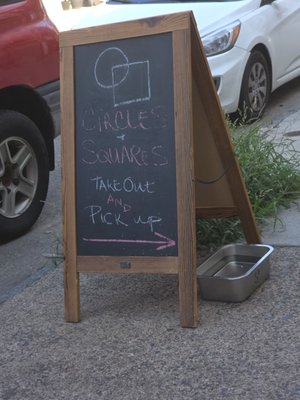 CIRCLES
+
SQUARES
TAKE OUT
AND
PICK UP